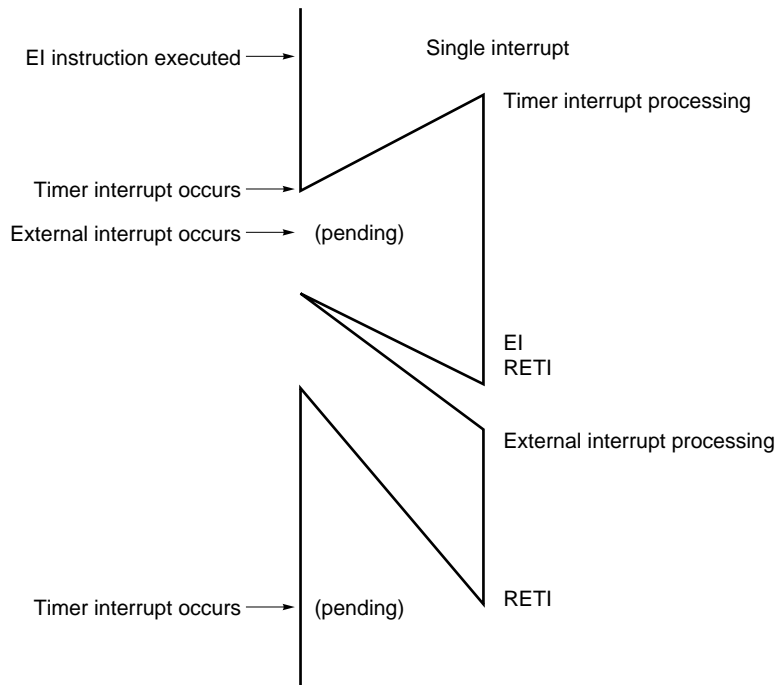 EI instruction executed
Single interrupt
Timer interrupt processing
Timer interrupt occurs
External interrupt occurs
(pending)
EI
RETI
External interrupt processing
RETI
Timer interrupt occurs
(pending)